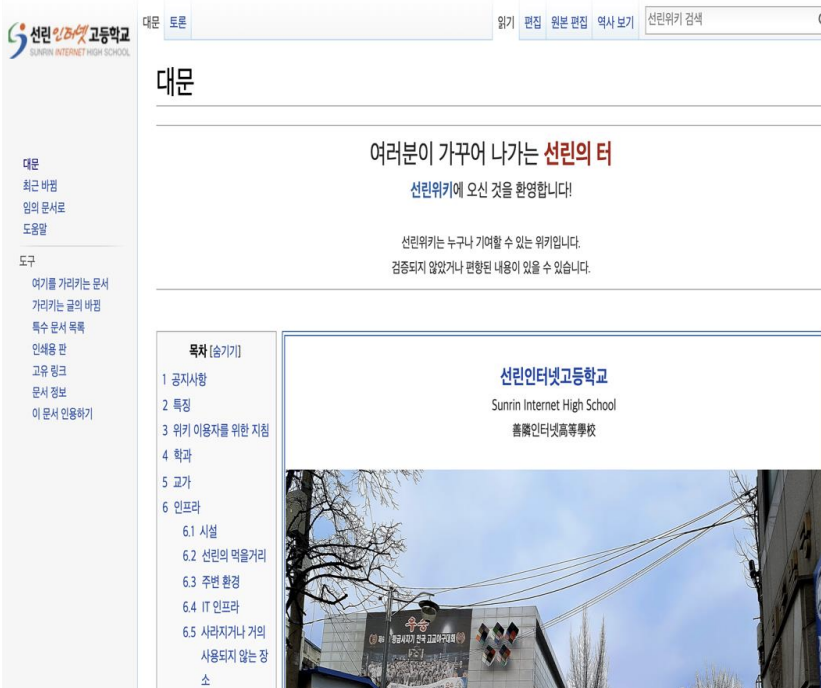 선린인터넷고등학교
SUNRIN INTERNET HIGH SCHOOL
대문 토론
읽기 편집 원본 편집 역사 보기
선린위키 검색
대문
대문
최근 바뀜
임의 문서로
도움말
도구
여기를 가리키는 문서
가리키는 글의 바뀜
특수 문서 목록
인쇄용 판
고유 링크
문서 정보
이 문서 인용하기
여러분이 가꾸어 나가는 선린의 터
선린위키에 오신 것을 환영합니다!
선린위키는 누구나 기여할 수 있는 위키입니다.
검증되지 않았거나 편향된 내용이 있을 수 있습니다.
목차 [숨기기]
1 공지사항
2 특징
3 위키 이용자를 위한 지침
4 학과
5 교가
6 인프라
6.1 시설
6.2 선린의 먹을거리
6.3 주변 환경
6.4 IT 인프라
6.5 사라지거나 거의
사용되지 않는 장
소
선린인터넷고등학교
Sunrin Internet High School
善隣인터넷高等學校
우승
황금사자기 전국 고교야구대회